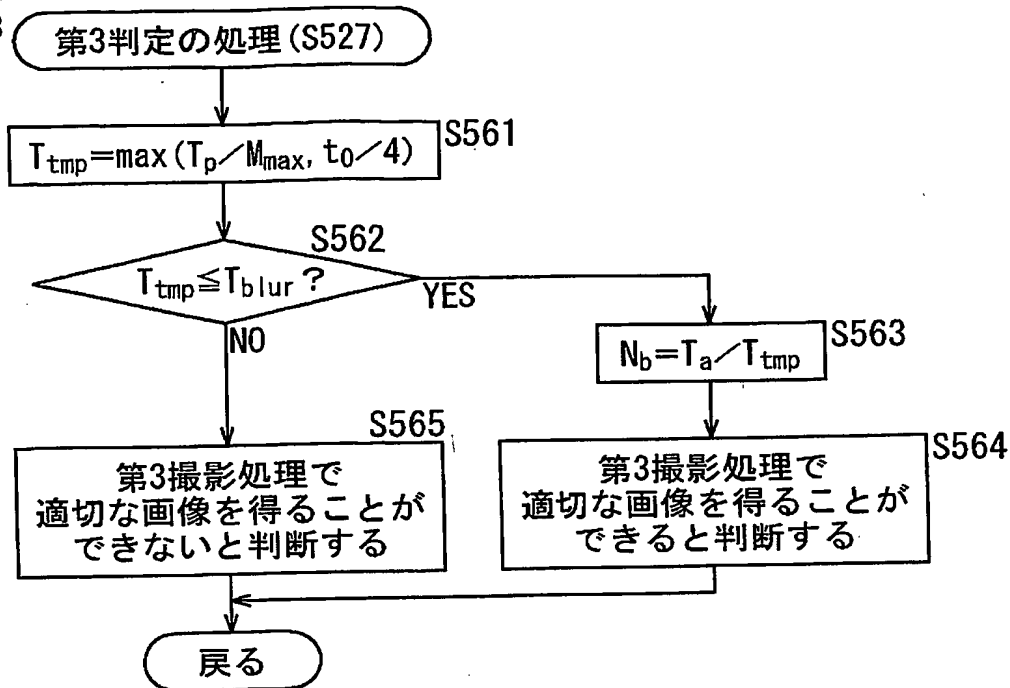 第3判定の処理(S527)
S561
T_tmp=max(T_p／M_max, t_0／4)
S562
T_tmp≦T_blur?
YES
NO
S563
N_b=T_a／T_tmp
S565
第3撮影処理で
適切な画像を得ることが
できないと判断する
S564
第3撮影処理で
適切な画像を得ることが
できると判断する
戻る